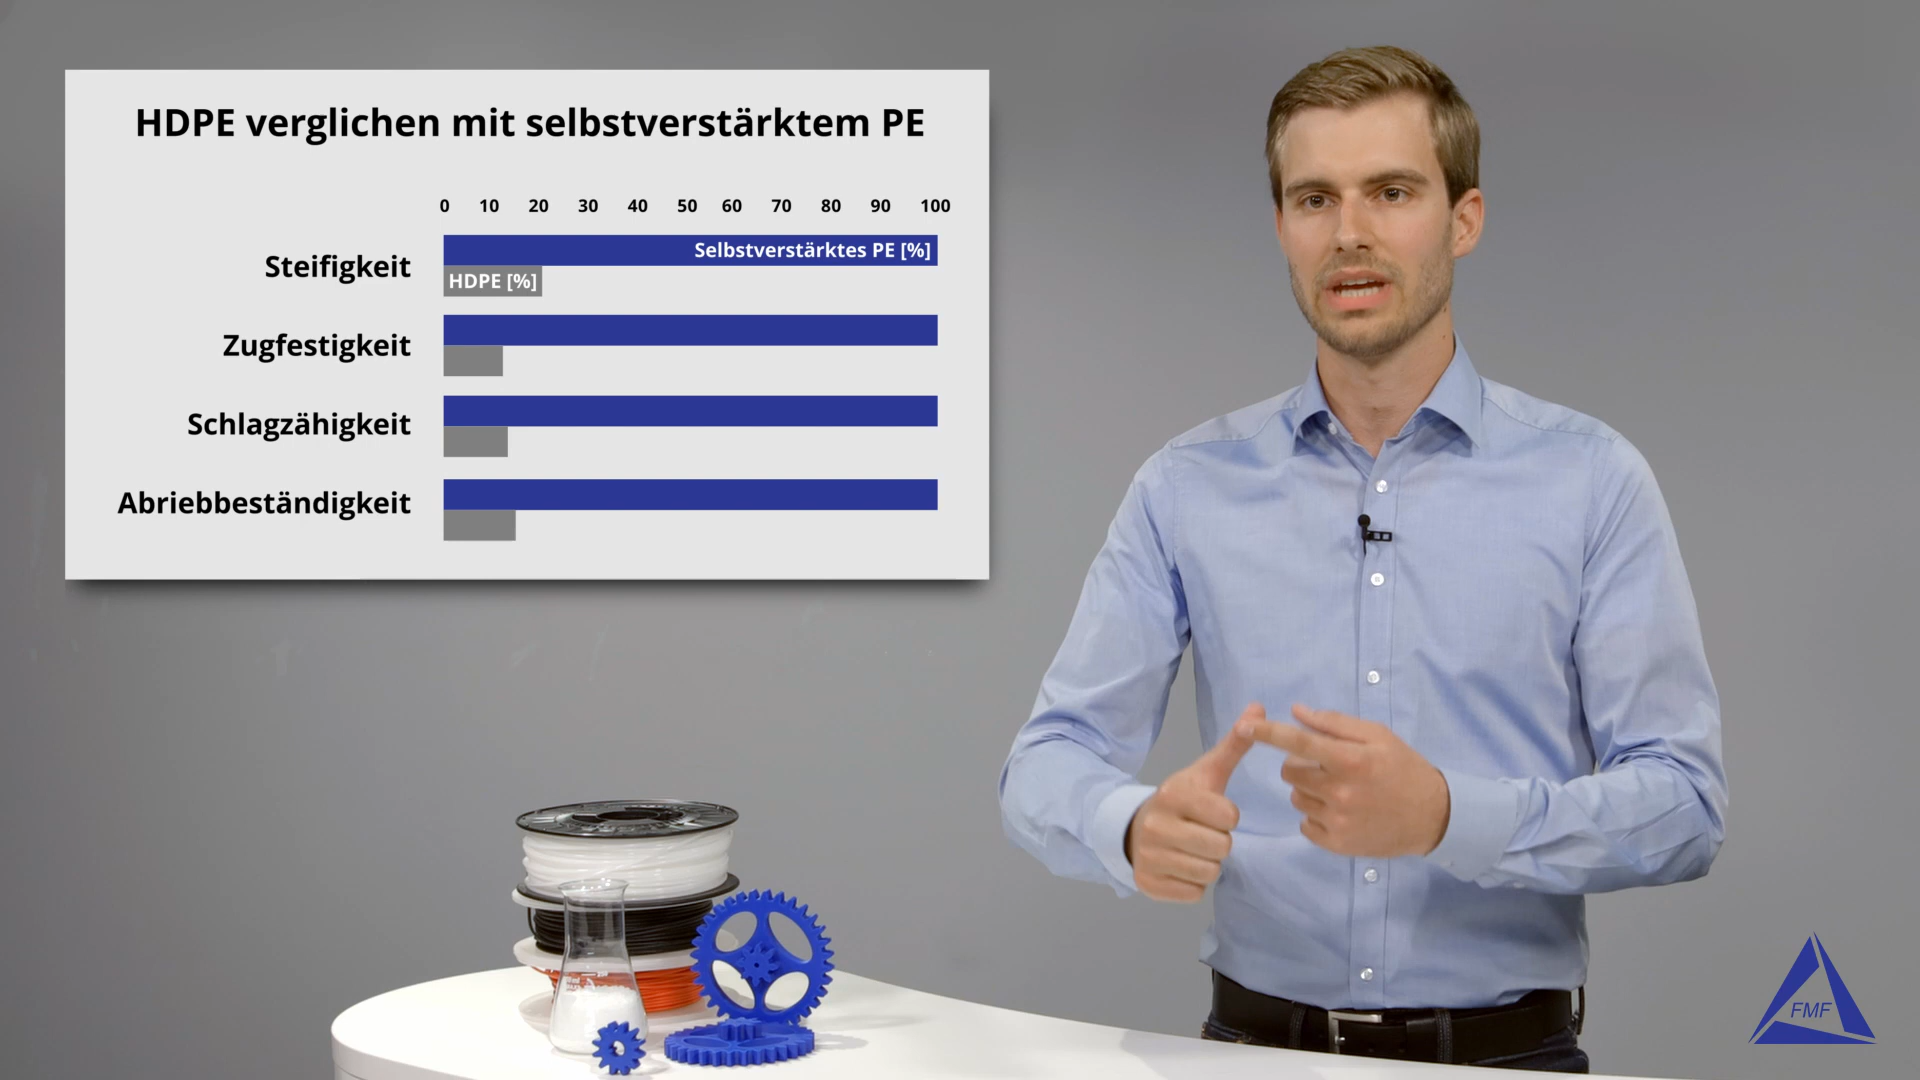 HDPE verglichen mit selbstverstärktem PE
0 10 20 30 40 50 60 70 80 90 100
Steifigkeit
Selbstverstärktes PE [%]
HDPE [%]
Zugfestigkeit
Schlagzähigkeit
Abriebbeständigkeit
FMF